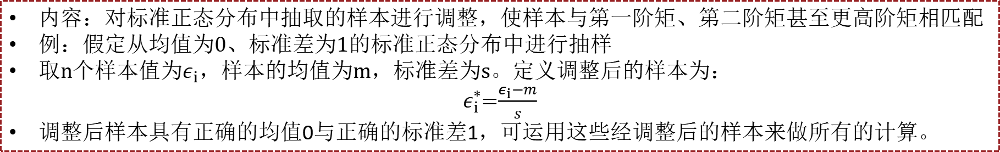 • 内容：对标准正态分布中抽取的样本进行调整，使样本与第一阶矩、第二阶矩甚至更高阶矩相匹配
• 例：假定从均值为0、标准差为1的标准正态分布中进行抽样
• 取n个样本值为ϵᵢ，样本的均值为m，标准差为s。定义调整后的样本为：
ϵᵢ*=(ϵᵢ−m)/s
• 调整后样本具有正确的均值0与正确的标准差1，可运用这些经调整后的样本来做所有的计算。